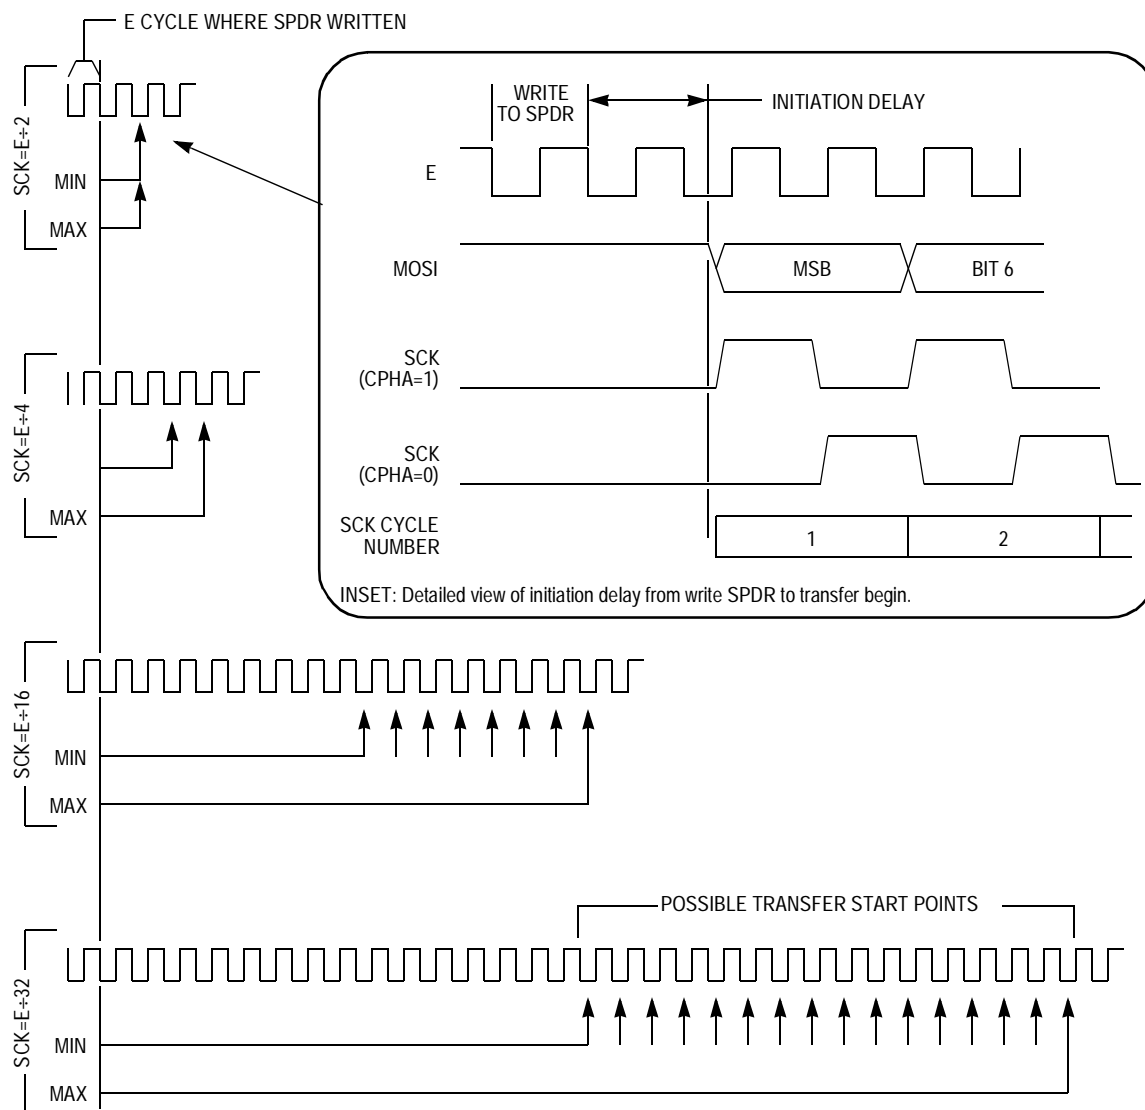 E CYCLE WHERE SPDR WRITTEN
SCK=E÷2
MIN
MAX
WRITE
TO SPDR
INITIATION DELAY
E
MOSI
MSB
BIT 6
SCK
(CPHA=1)
SCK
(CPHA=0)
SCK CYCLE
NUMBER
1
2
INSET: Detailed view of initiation delay from write SPDR to transfer begin.
SCK=E÷4
MAX
SCK=E÷16
MIN
MAX
POSSIBLE TRANSFER START POINTS
SCK=E÷32
MIN
MAX